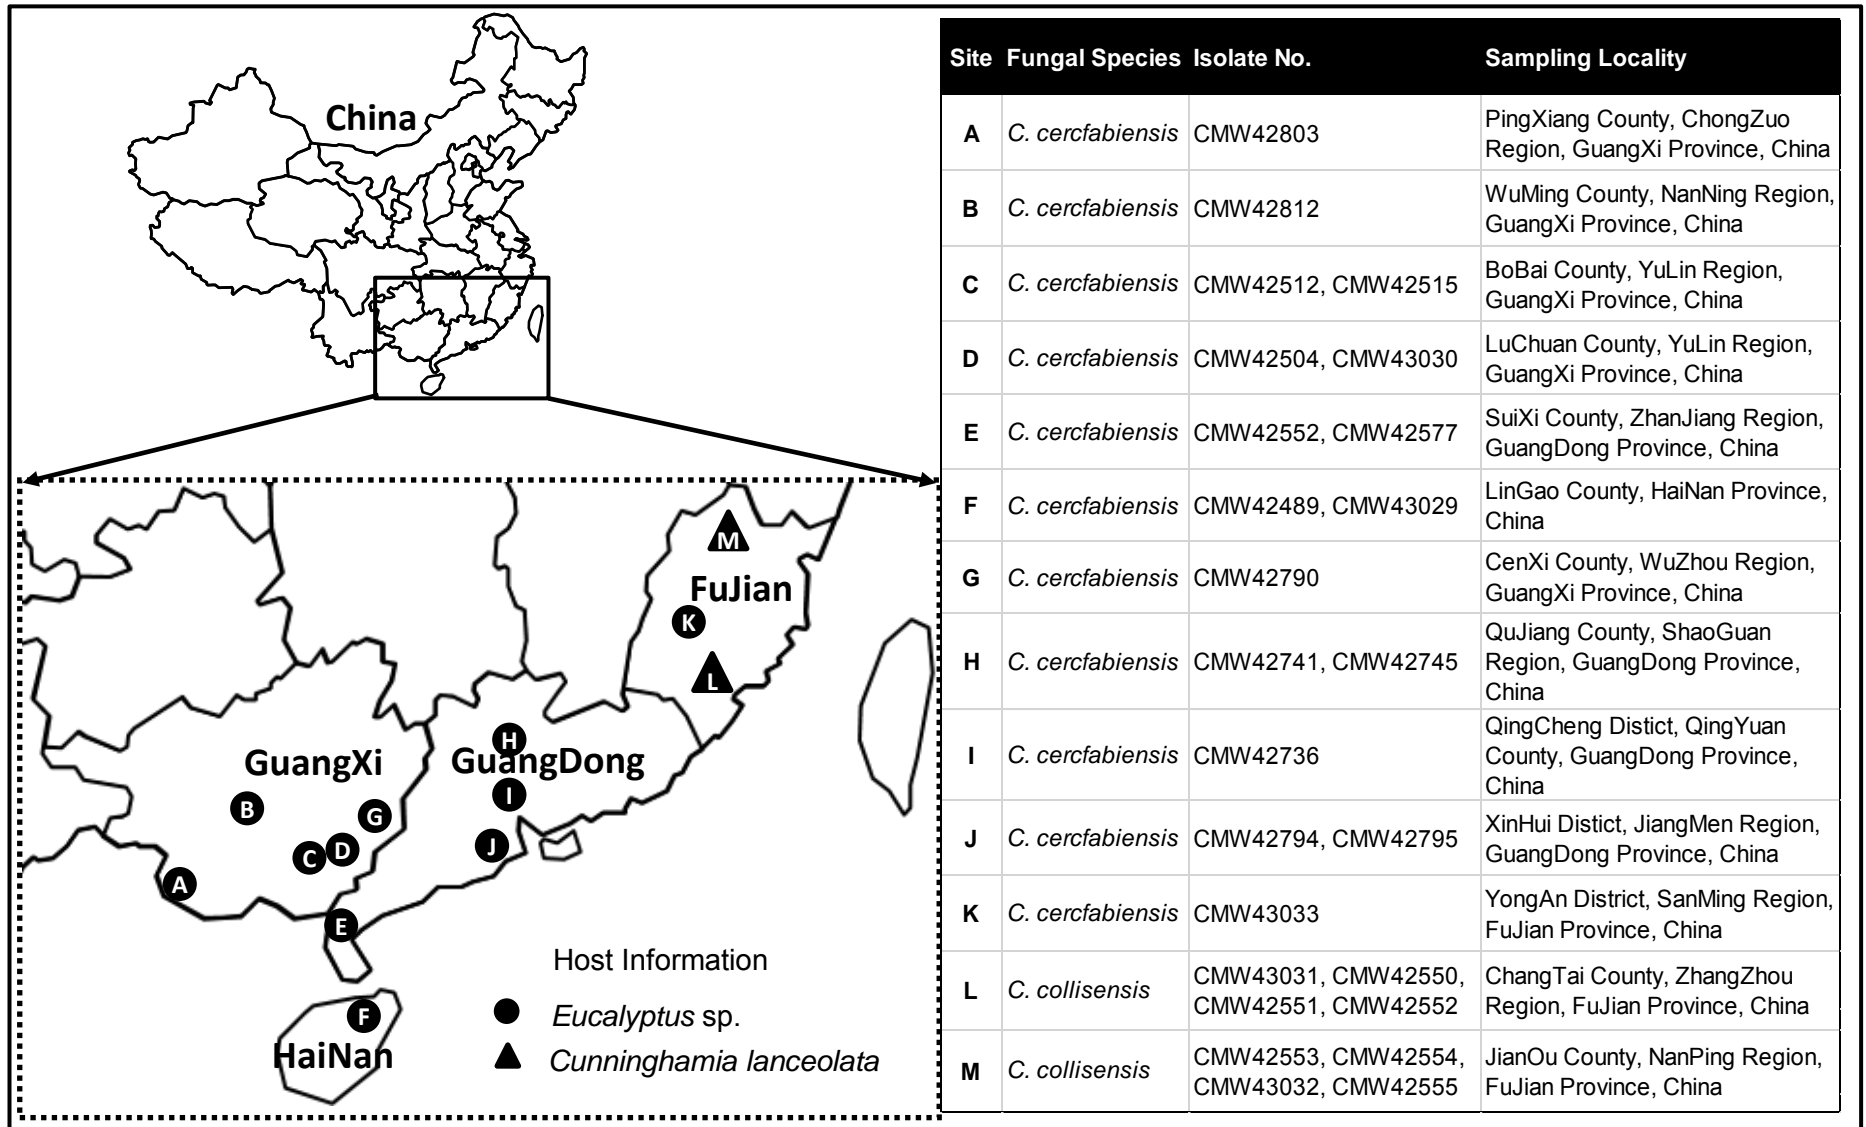 China
M
FuJian
K
L
H
GuangXi
GuangDong
B
I
G
C
D
J
A
E
F
HaiNan
Host Information
Eucalyptus sp.
Cunninghamia lanceolata
Site Fungal Species Isolate No. Sampling Locality
A C. cercfabiensis CMW42803 PingXiang County, ChongZuo
Region, GuangXi Province, China
B C. cercfabiensis CMW42812 WuMing County, NanNing Region,
GuangXi Province, China
C C. cercfabiensis CMW42512, CMW42515 BoBai County, YuLin Region,
GuangXi Province, China
D C. cercfabiensis CMW42504, CMW43030 LuChuan County, YuLin Region,
GuangXi Province, China
E C. cercfabiensis CMW42552, CMW42577 SuiXi County, ZhanJiang Region,
GuangDong Province, China
F C. cercfabiensis CMW42489, CMW43029 LinGao County, HaiNan Province,
China
G C. cercfabiensis CMW42790 CenXi County, WuZhou Region,
GuangXi Province, China
H C. cercfabiensis CMW42741, CMW42745 QuJiang County, ShaoGuan
Region, GuangDong Province,
China
I C. cercfabiensis CMW42736 QingCheng Distict, QingYuan
County, GuangDong Province,
China
J C. cercfabiensis CMW42794, CMW42795 XinHui Distict, JiangMen Region,
GuangDong Province, China
K C. cercfabiensis CMW43033 YongAn District, SanMing Region,
FuJian Province, China
L C. collisensis CMW43031, CMW42550, ChangTai County, ZhangZhou
CMW42551, CMW42552 Region, FuJian Province, China
M C. collisensis CMW42553, CMW42554, JianOu County, NanPing Region,
CMW43032, CMW42555 FuJian Province, China